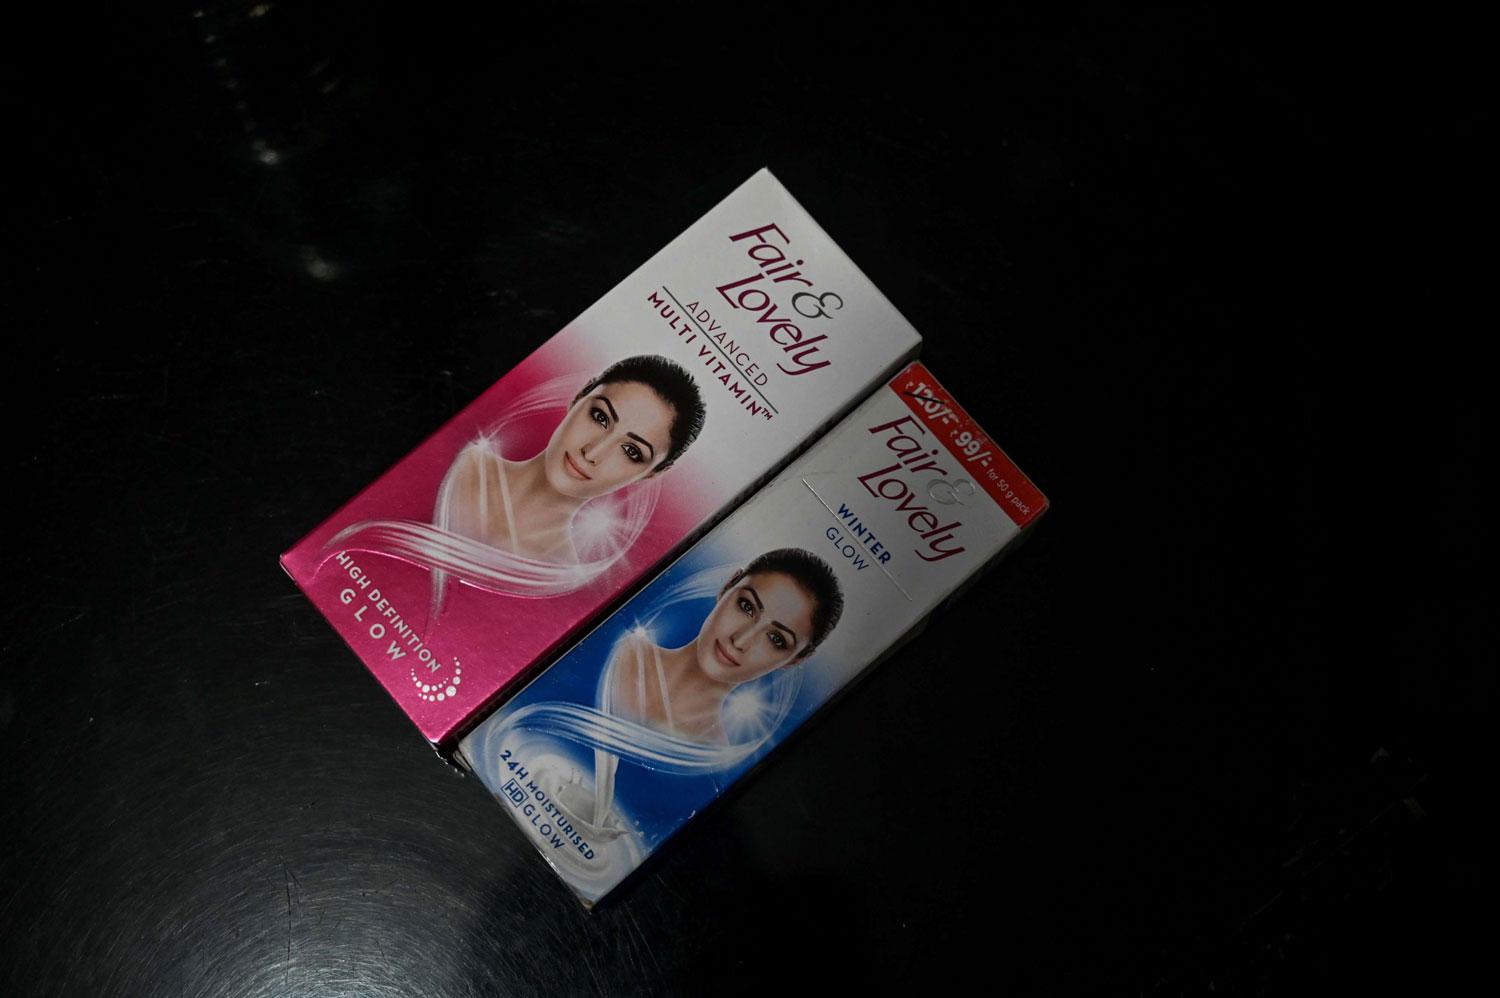 Fair &
Lovely
ADVANCED
MULTI VITAMIN™
HIGH DEFINITION
GLOW
₹120/- ₹99/- for 50 g pack
Fair &
Lovely
WINTER
GLOW
24H MOISTURISED
HD GLOW